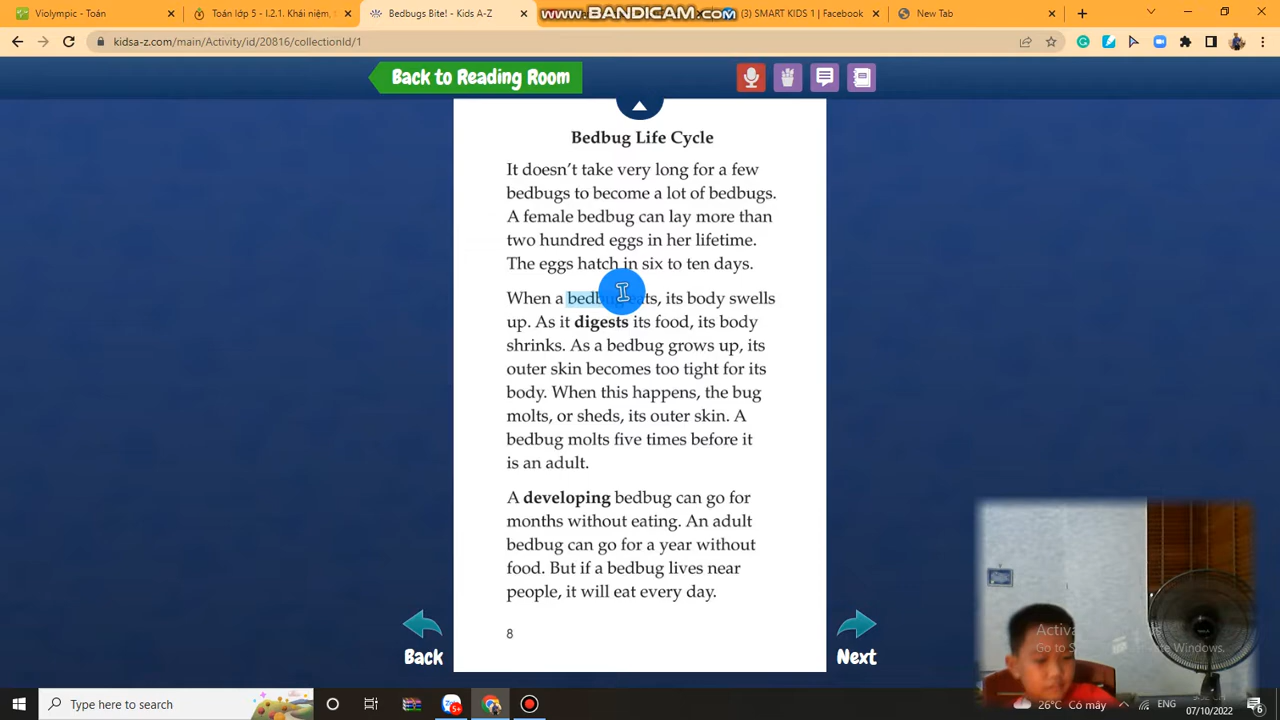 Violympic - Toán
Toán lớp 5 - I.2.1. Khái niệm, t
Bedbugs Bite! - Kids A-Z
www.BANDICAM.com
(3) SMART KIDS 1 | Facebook
New Tab
kidsa-z.com/main/Activity/id/20816/collectionId/1
Back to Reading Room
Bedbug Life Cycle
It doesn't take very long for a few
bedbugs to become a lot of bedbugs.
A female bedbug can lay more than
two hundred eggs in her lifetime.
The eggs hatch in six to ten days.
When a bedbug eats, its body swells
up. As it digests its food, its body
shrinks. As a bedbug grows up, its
outer skin becomes too tight for its
body. When this happens, the bug
molts, or sheds, its outer skin. A
bedbug molts five times before it
is an adult.
A developing bedbug can go for
months without eating. An adult
bedbug can go for a year without
food. But if a bedbug lives near
people, it will eat every day.
8
Back
Next
Activ
Go to S Windows.
Type here to search
5+
26°C Có mây
ENG
07/10/2022
6